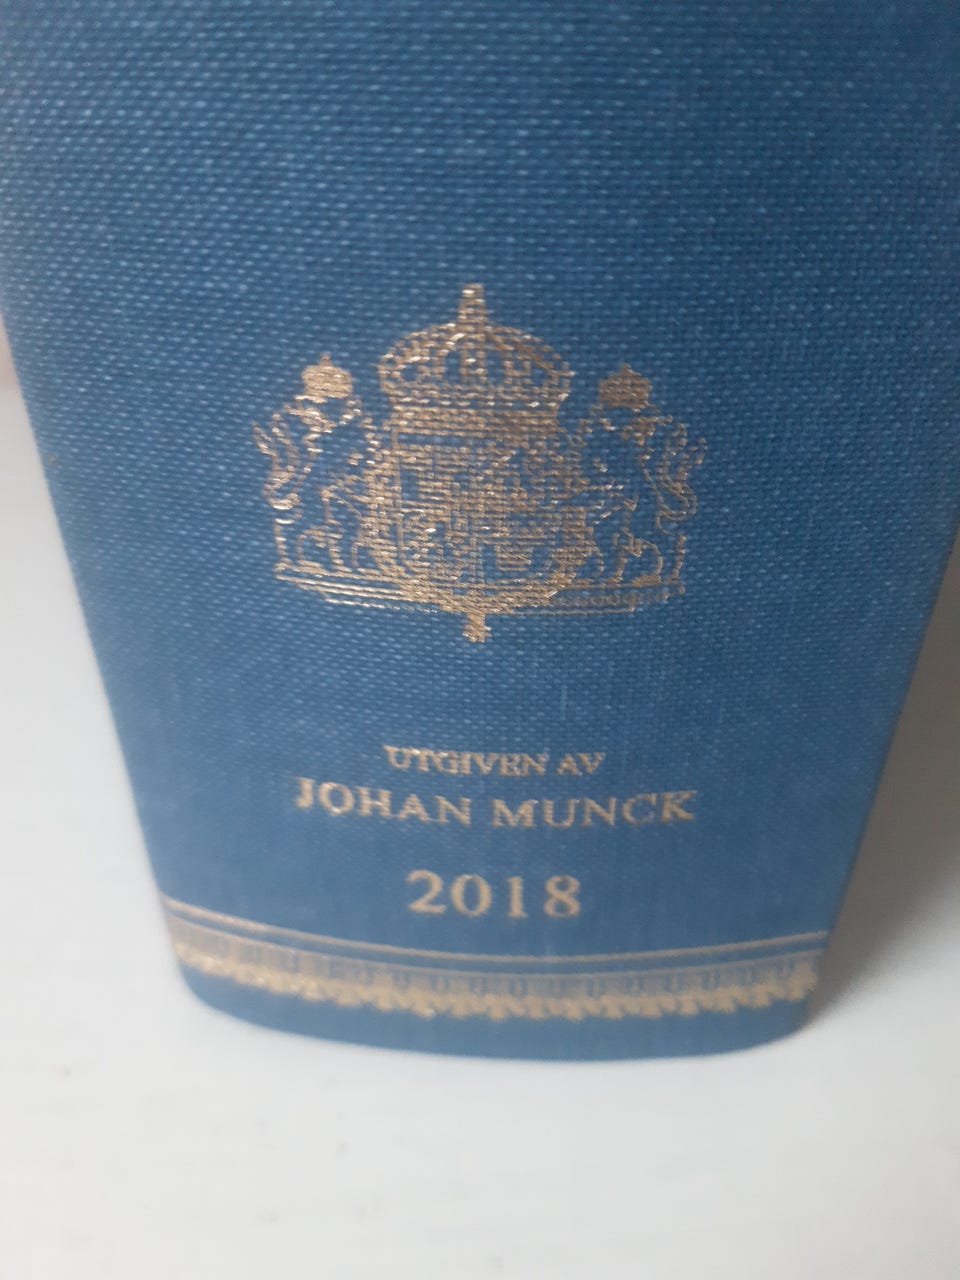 UTGIVEN AV
JOHAN MUNCK
2018